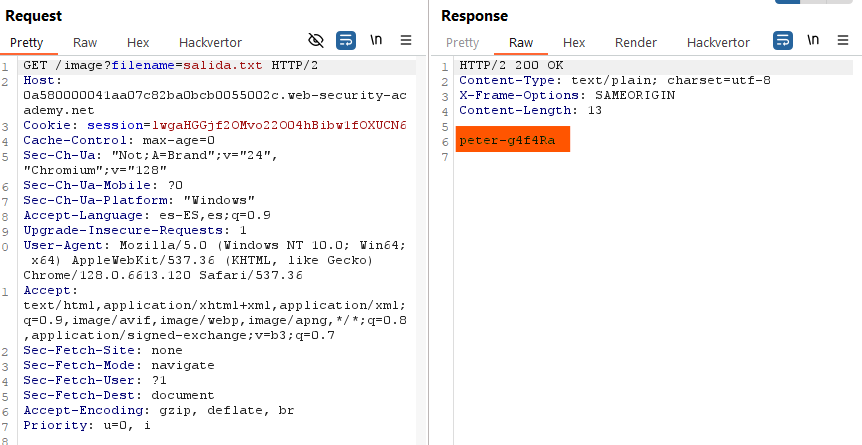 Request
Response
Pretty Raw Hex Hackvertor \n
Pretty Raw Hex Render Hackvertor \n
1 GET /image?filename=salida.txt HTTP/2
2 Host:
0a580000041aa07c82ba0bcb0055002c.web-security-ac
ademy.net
3 Cookie: session=lwgaHGGjf2OMvo22O04hBibw1fOXUCN6
4 Cache-Control: max-age=0
5 Sec-Ch-Ua: "Not;A=Brand";v="24",
"Chromium";v="128"
6 Sec-Ch-Ua-Mobile: ?0
7 Sec-Ch-Ua-Platform: "Windows"
8 Accept-Language: es-ES,es;q=0.9
9 Upgrade-Insecure-Requests: 1
0 User-Agent: Mozilla/5.0 (Windows NT 10.0; Win64;
x64) AppleWebKit/537.36 (KHTML, like Gecko)
Chrome/128.0.6613.120 Safari/537.36
1 Accept:
text/html,application/xhtml+xml,application/xml;
q=0.9,image/avif,image/webp,image/apng,*/*;q=0.8
,application/signed-exchange;v=b3;q=0.7
2 Sec-Fetch-Site: none
3 Sec-Fetch-Mode: navigate
4 Sec-Fetch-User: ?1
5 Sec-Fetch-Dest: document
6 Accept-Encoding: gzip, deflate, br
7 Priority: u=0, i
8
1 HTTP/2 200 OK
2 Content-Type: text/plain; charset=utf-8
3 X-Frame-Options: SAMEORIGIN
4 Content-Length: 13
5
6 peter-g4f4Ra
7